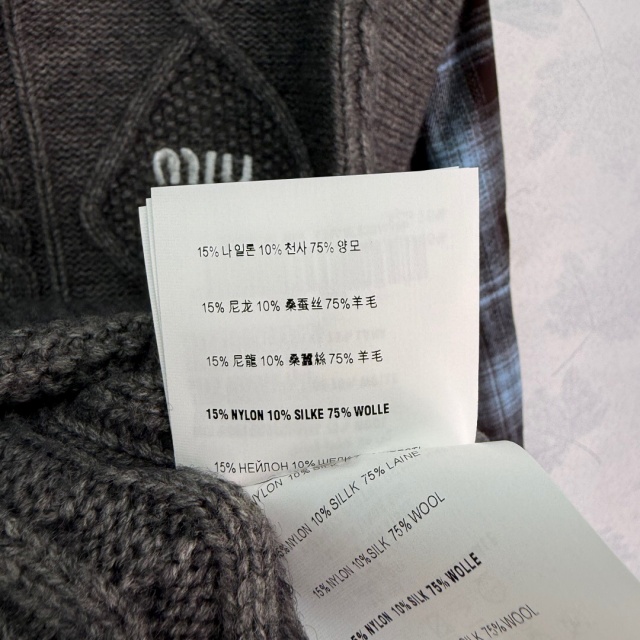 15% 나일론 10% 천사 75% 양모
15% 尼龙 10% 桑蚕丝 75% 羊毛
15% 尼龍 10% 桑蠶絲 75% 羊毛
15% NYLON 10% SILKE 75% WOLLE
15% НЕЙЛОН 10% ШЕЛК
NYLON 10% SILLK 75% LAINE
15% NYLON 10% SILK 75% WOOL
15% NYLON 10% SILK 75% WOLLE
15% NYLON 10% SILK 75% WOOL